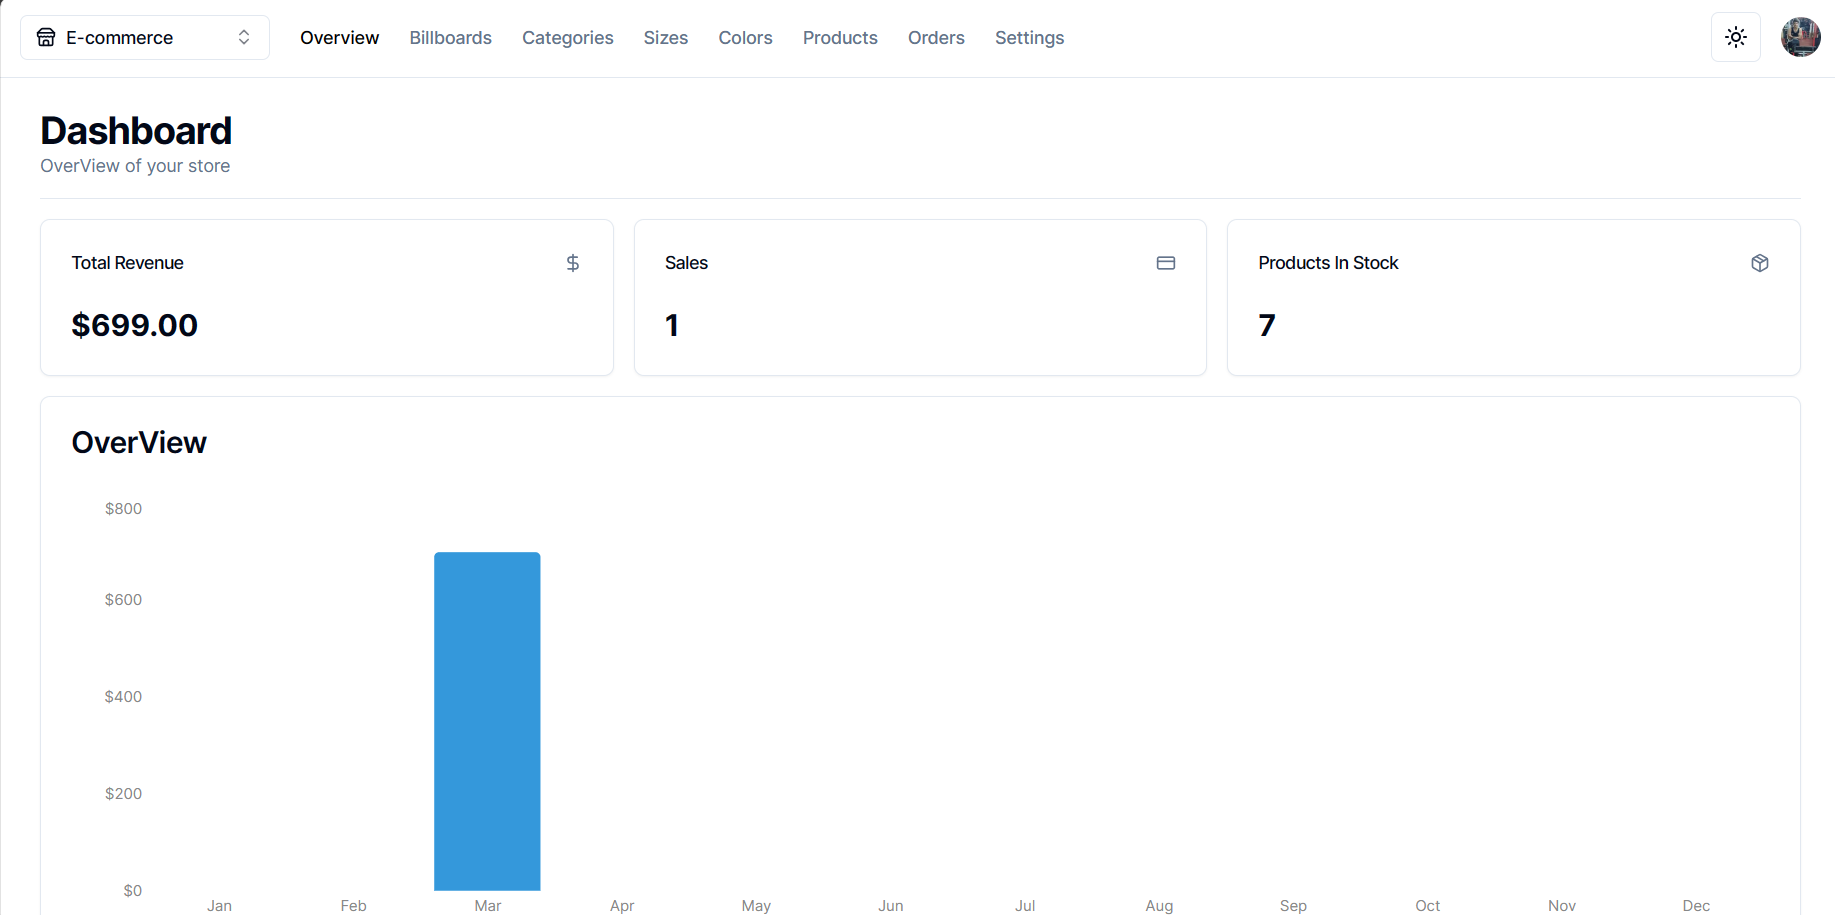 E-commerce
Overview Billboards Categories Sizes Colors Products Orders Settings
Dashboard
OverView of your store
Total Revenue
$699.00
Sales
1
Products In Stock
7
OverView
$800
$600
$400
$200
$0
Jan Feb Mar Apr May Jun Jul Aug Sep Oct Nov Dec